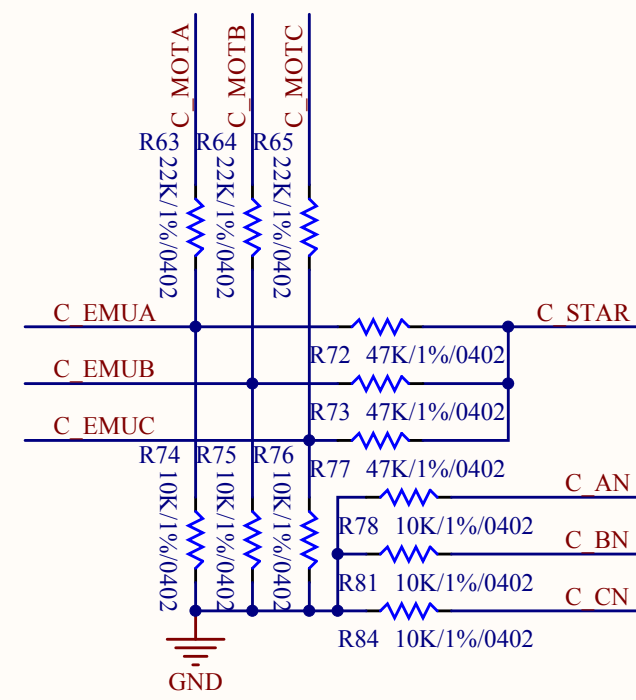 C_MOTA
C_MOTB
C_MOTC
R63
R64
R65
22K/1%/0402
22K/1%/0402
22K/1%/0402
C_EMUA
C_STAR
R72 47K/1%/0402
C_EMUB
R73 47K/1%/0402
C_EMUC
R74
R75
R76
R77 47K/1%/0402
10K/1%/0402
10K/1%/0402
10K/1%/0402
C_AN
R78 10K/1%/0402
C_BN
R81 10K/1%/0402
C_CN
R84 10K/1%/0402
GND